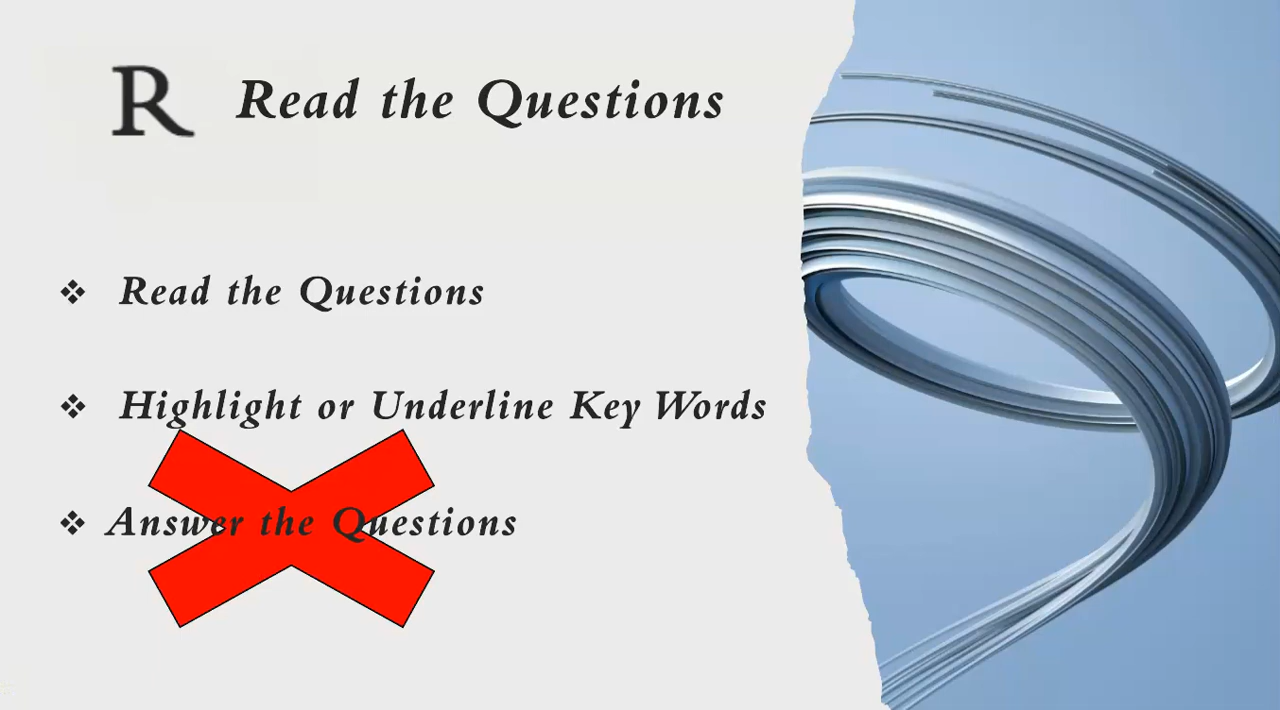 R Read the Questions
Read the Questions
Highlight or Underline Key Words
Answer the Questions